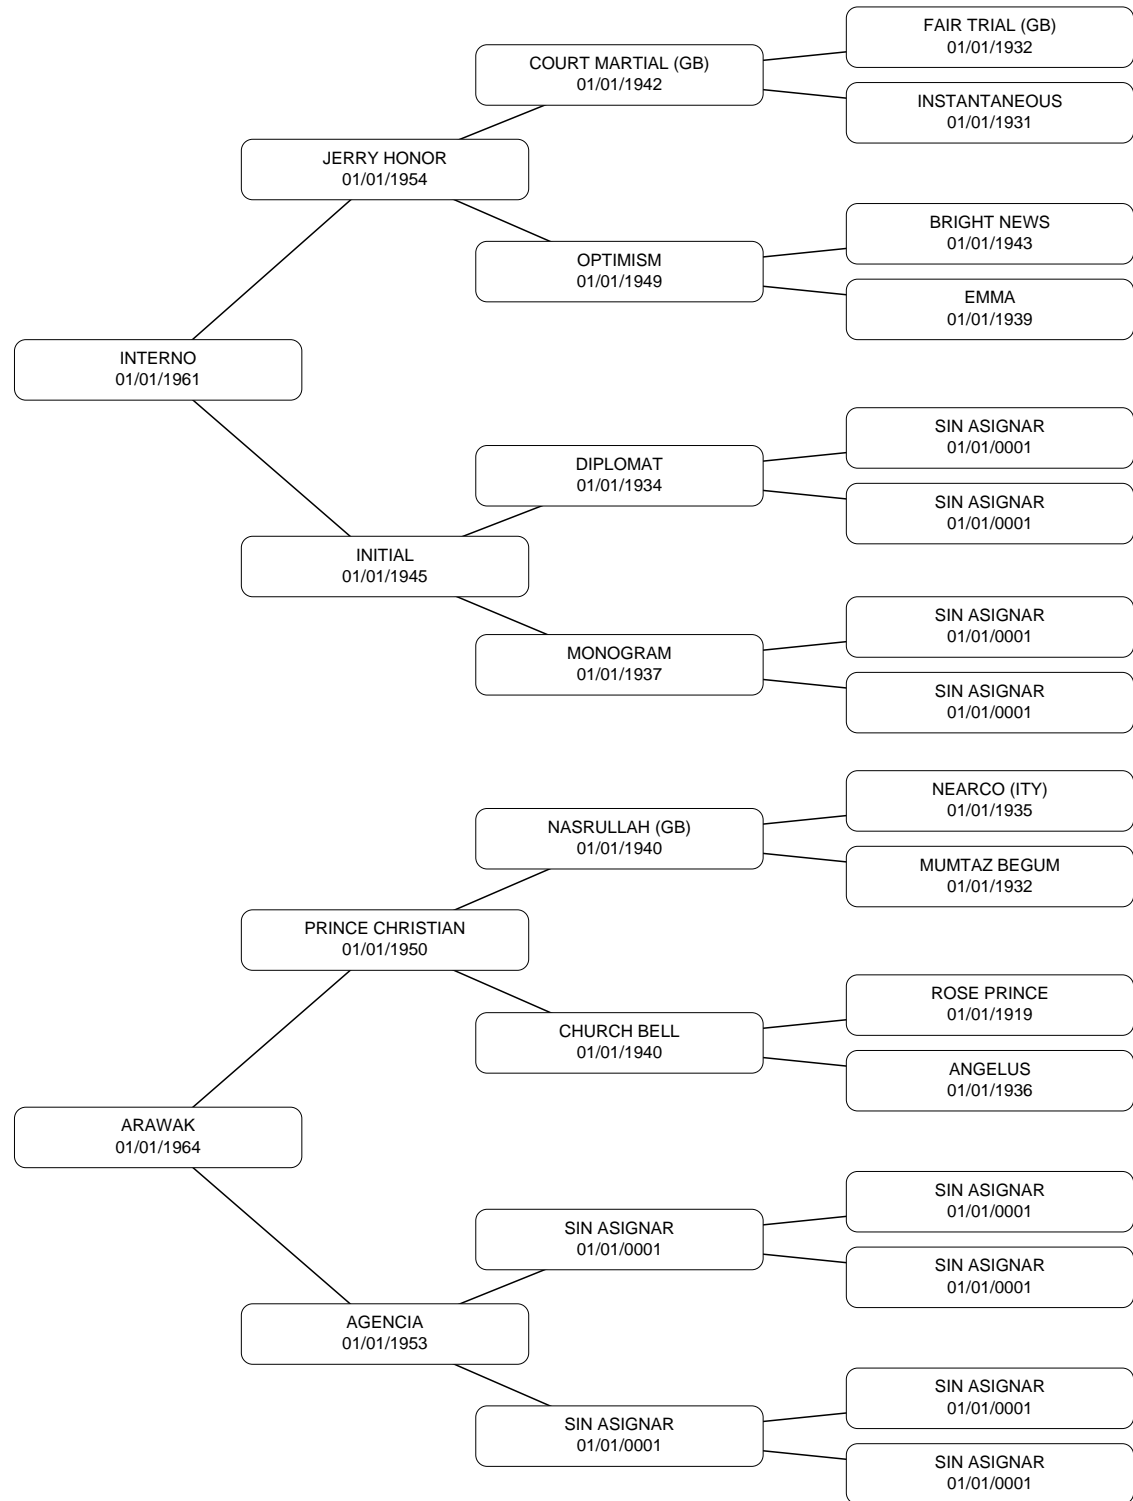 FAIR TRIAL (GB)
01/01/1932
COURT MARTIAL (GB)
01/01/1942
INSTANTANEOUS
01/01/1931
JERRY HONOR
01/01/1954
BRIGHT NEWS
01/01/1943
OPTIMISM
01/01/1949
EMMA
01/01/1939
INTERNO
01/01/1961
SIN ASIGNAR
01/01/0001
DIPLOMAT
01/01/1934
SIN ASIGNAR
01/01/0001
INITIAL
01/01/1945
SIN ASIGNAR
01/01/0001
MONOGRAM
01/01/1937
SIN ASIGNAR
01/01/0001
NEARCO (ITY)
01/01/1935
NASRULLAH (GB)
01/01/1940
MUMTAZ BEGUM
01/01/1932
PRINCE CHRISTIAN
01/01/1950
ROSE PRINCE
01/01/1919
CHURCH BELL
01/01/1940
ANGELUS
01/01/1936
ARAWAK
01/01/1964
SIN ASIGNAR
01/01/0001
SIN ASIGNAR
01/01/0001
SIN ASIGNAR
01/01/0001
AGENCIA
01/01/1953
SIN ASIGNAR
01/01/0001
SIN ASIGNAR
01/01/0001
SIN ASIGNAR
01/01/0001